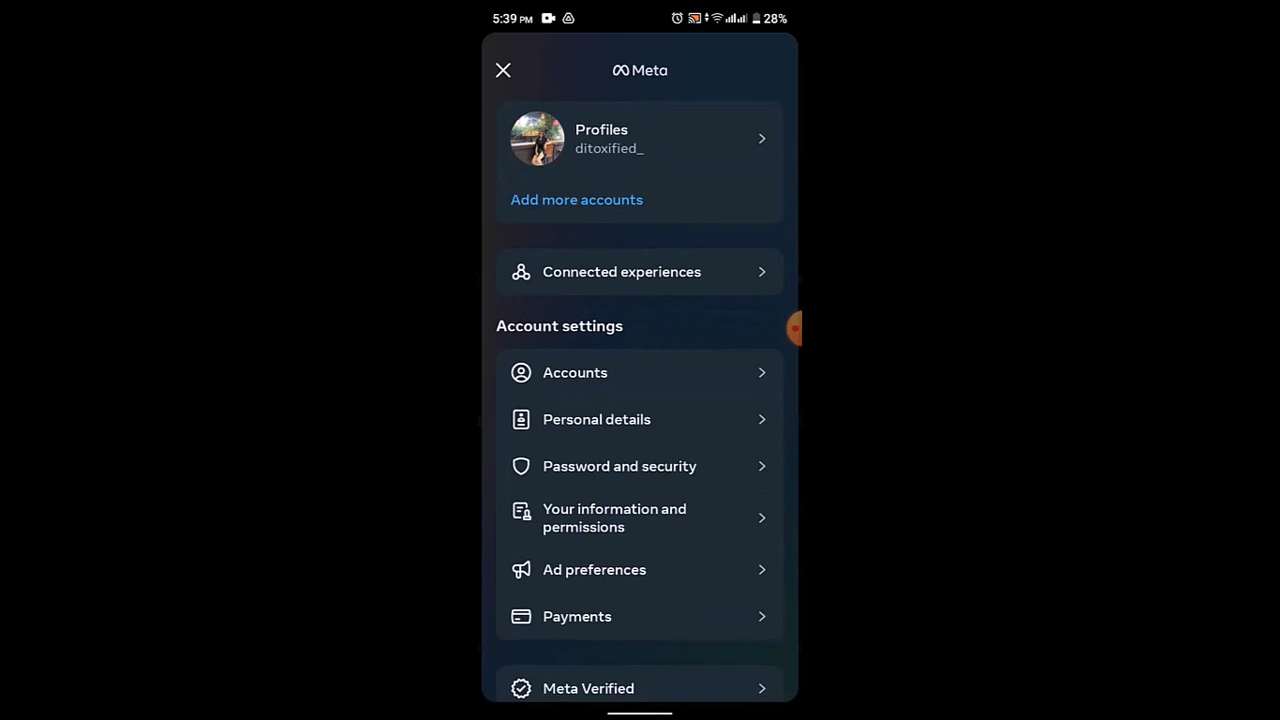 5:39 PM
28%
Meta
Profiles
ditoxified_
Add more accounts
Connected experiences
Account settings
Accounts
Personal details
Password and security
Your information and
permissions
Ad preferences
Payments
Meta Verified